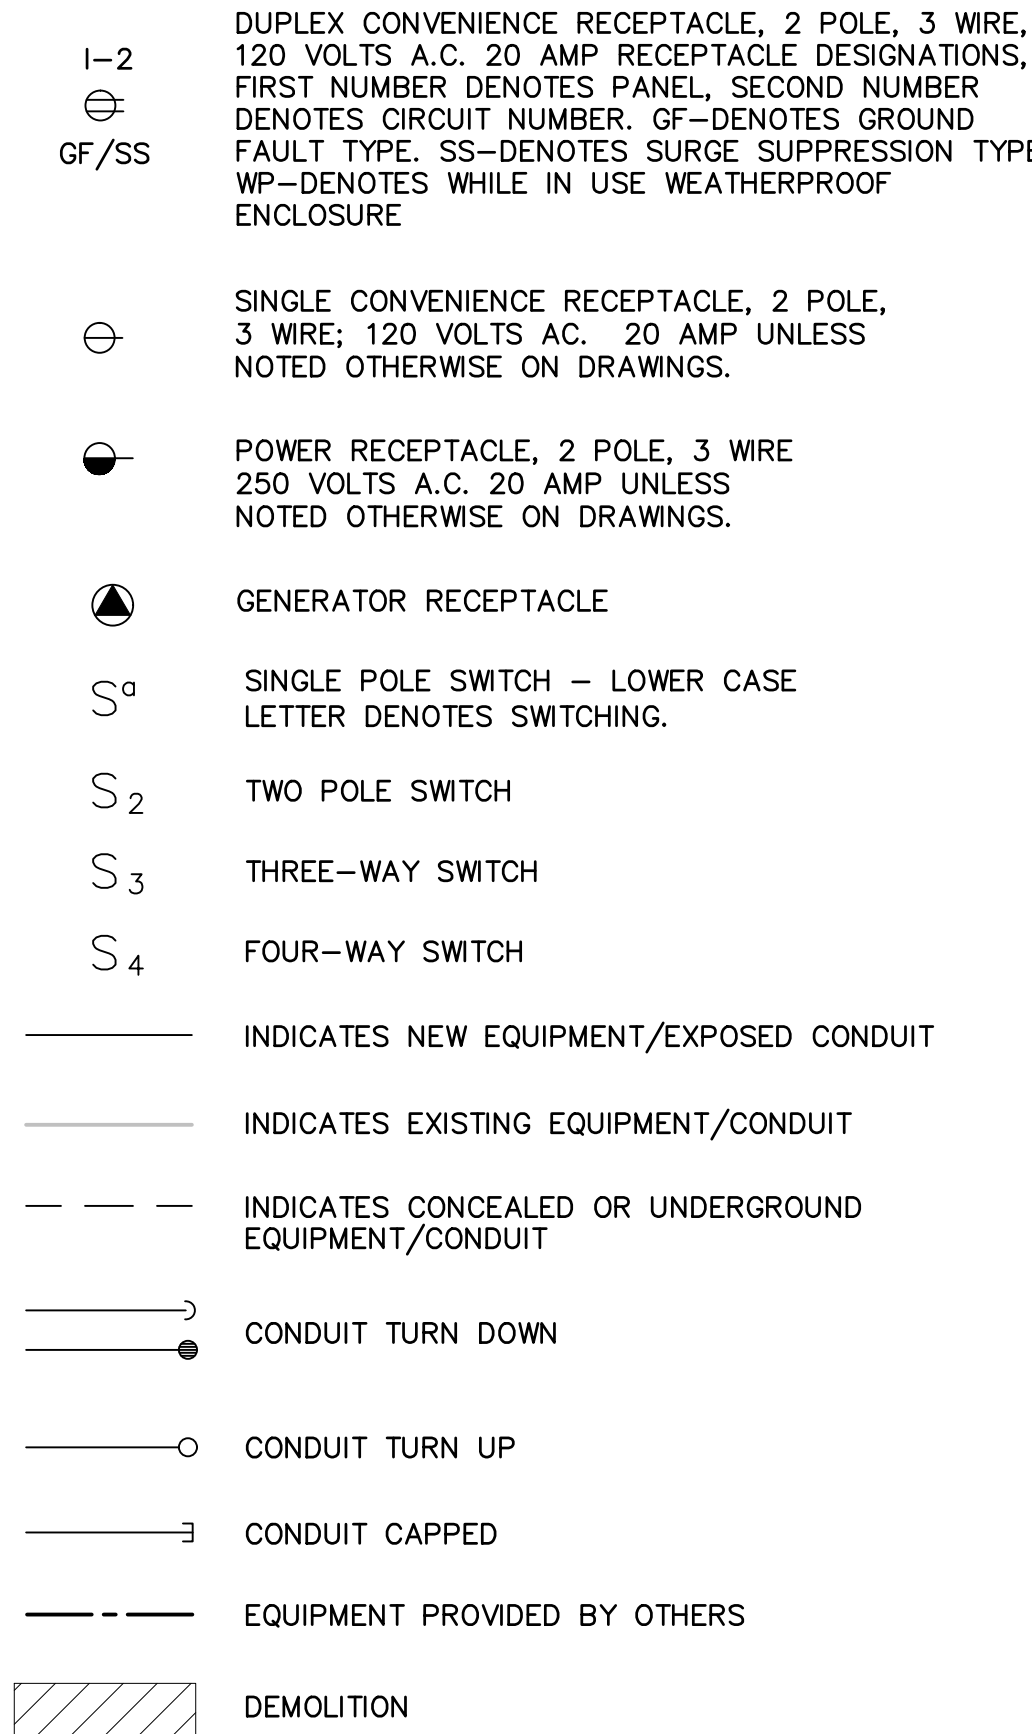 DUPLEX CONVENIENCE RECEPTACLE, 2 POLE, 3 WIRE,
I-2
120 VOLTS A.C. 20 AMP RECEPTACLE DESIGNATIONS,
FIRST NUMBER DENOTES PANEL, SECOND NUMBER
DENOTES CIRCUIT NUMBER. GF-DENOTES GROUND
GF/SS
FAULT TYPE. SS-DENOTES SURGE SUPPRESSION TYPE
WP-DENOTES WHILE IN USE WEATHERPROOF
ENCLOSURE
SINGLE CONVENIENCE RECEPTACLE, 2 POLE,
3 WIRE; 120 VOLTS AC. 20 AMP UNLESS
NOTED OTHERWISE ON DRAWINGS.
POWER RECEPTACLE, 2 POLE, 3 WIRE
250 VOLTS A.C. 20 AMP UNLESS
NOTED OTHERWISE ON DRAWINGS.
GENERATOR RECEPTACLE
Sa
SINGLE POLE SWITCH - LOWER CASE
LETTER DENOTES SWITCHING.
S2 TWO POLE SWITCH
S3 THREE-WAY SWITCH
S4 FOUR-WAY SWITCH
INDICATES NEW EQUIPMENT/EXPOSED CONDUIT
INDICATES EXISTING EQUIPMENT/CONDUIT
INDICATES CONCEALED OR UNDERGROUND
EQUIPMENT/CONDUIT
CONDUIT TURN DOWN
CONDUIT TURN UP
CONDUIT CAPPED
EQUIPMENT PROVIDED BY OTHERS
DEMOLITION